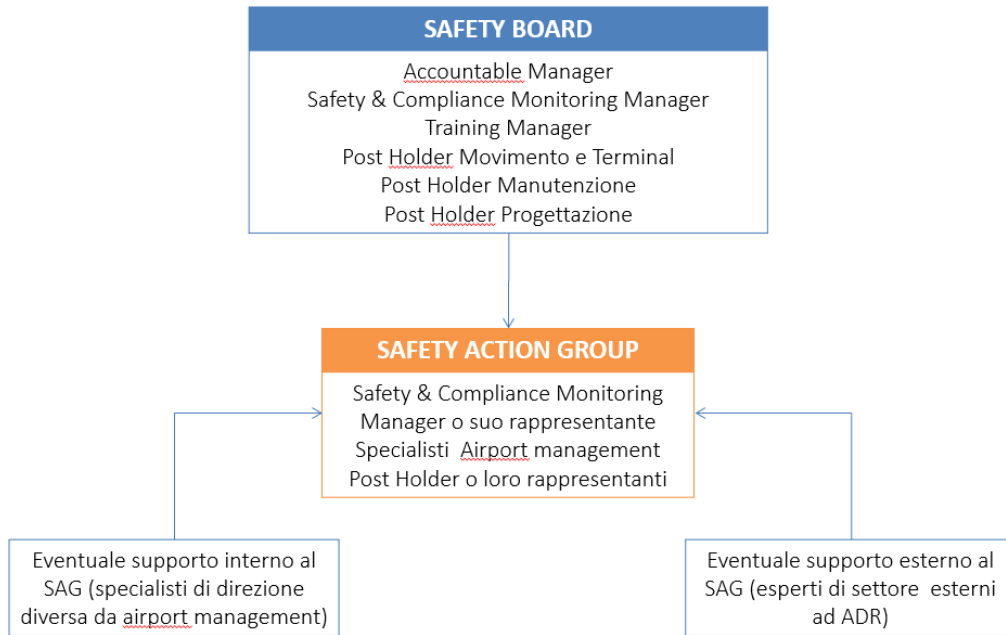 SAFETY BOARD
Accountable Manager
Safety & Compliance Monitoring Manager
Training Manager
Post Holder Movimento e Terminal
Post Holder Manutenzione
Post Holder Progettazione
SAFETY ACTION GROUP
Safety & Compliance Monitoring
Manager o suo rappresentante
Specialisti Airport management
Post Holder o loro rappresentanti
Eventuale supporto interno al
SAG (specialisti di direzione
diversa da airport management)
Eventuale supporto esterno al
SAG (esperti di settore esterni
ad ADR)